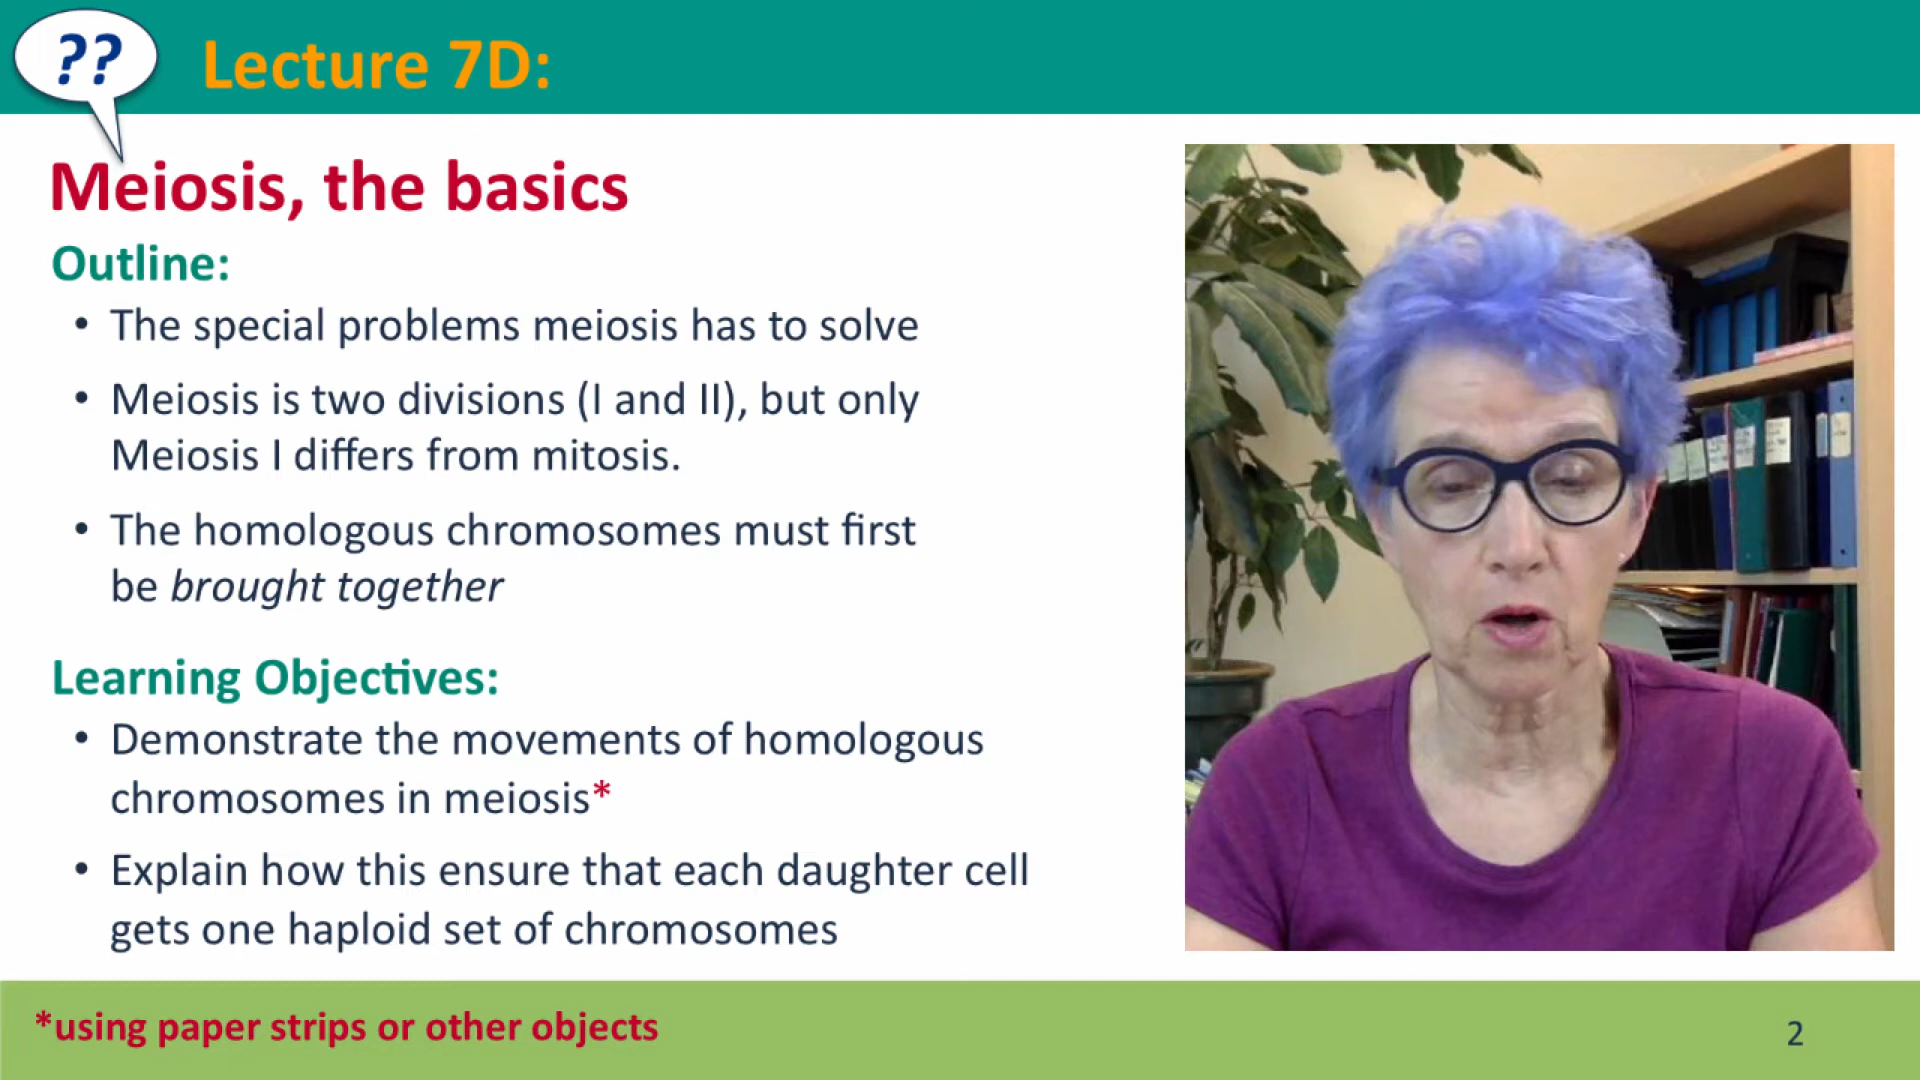 ??
Lecture 7D:
Meiosis, the basics
Outline:
• The special problems meiosis has to solve
• Meiosis is two divisions (I and II), but only
Meiosis I differs from mitosis.
• The homologous chromosomes must first
be brought together
Learning Objectives:
• Demonstrate the movements of homologous
chromosomes in meiosis*
• Explain how this ensure that each daughter cell
gets one haploid set of chromosomes
*using paper strips or other objects
2